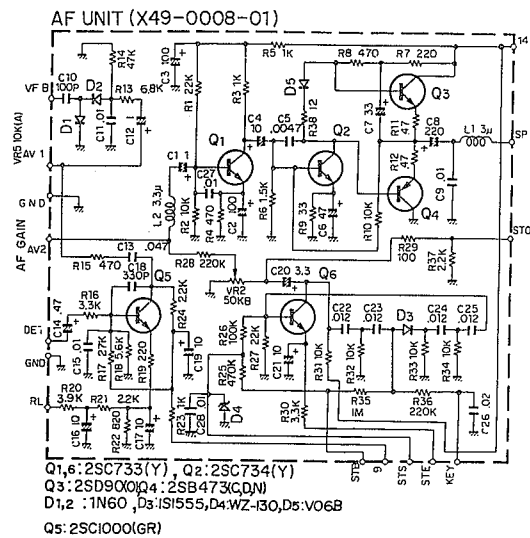 AF UNIT (X49-0008-01)
14
R14 47K
C3 100
R5 1K
R8 470
R7 220
C10 100P
VFB
D2
R13 6.8K
R1 22K
R3 1K
D5
Q3
D1
C11 .01
C12 1
Q1
C4 10
C5 .0047
R38 12
C7 33
R11 47
C8 220
L1 3μ
SP
VR5 10K(A)
AV1
C1 1
Q2
R12 47
GND
L2 3.3μ
C27 .01
R2 10K
R4 470
C2 100
R6 1.5K
R9 33
C6 47
R10 10K
Q4
C9 .01
AF GAIN
AV2
C13 .047
R29 100
STO
R15 470
C18 330P
Q5
R28 220K
VR2 50KB
C20 3.3
Q6
R37 2.2K
R16 3.3K
C14 .47
DET
R24 22K
R26 100K
R27 22K
C22 .012
C23 .012
D3
C24 .012
C25 .012
GND
C15 .01
R17 27K
R18 5.6K
R19 220
C19 10
R25 470K
C21 10
R31 10K
R32 10K
R33 10K
R34 10K
RL
R20 3.9K
R21 22K
R23 1K
C28 .01
D4
R30 3.3K
R35 1M
R36 220K
C26 .02
C16 10
R22 820
C17 10
STB
9
STS
STE
KEY
Q1,6:2SC733(Y), Q2:2SC734(Y)
Q3:2SD90(O) Q4:2SB473(C,D,N)
D1,2:1N60, D3:IS1555, D4:WZ-130, D5:V06B
Q5:2SC1000(GR)